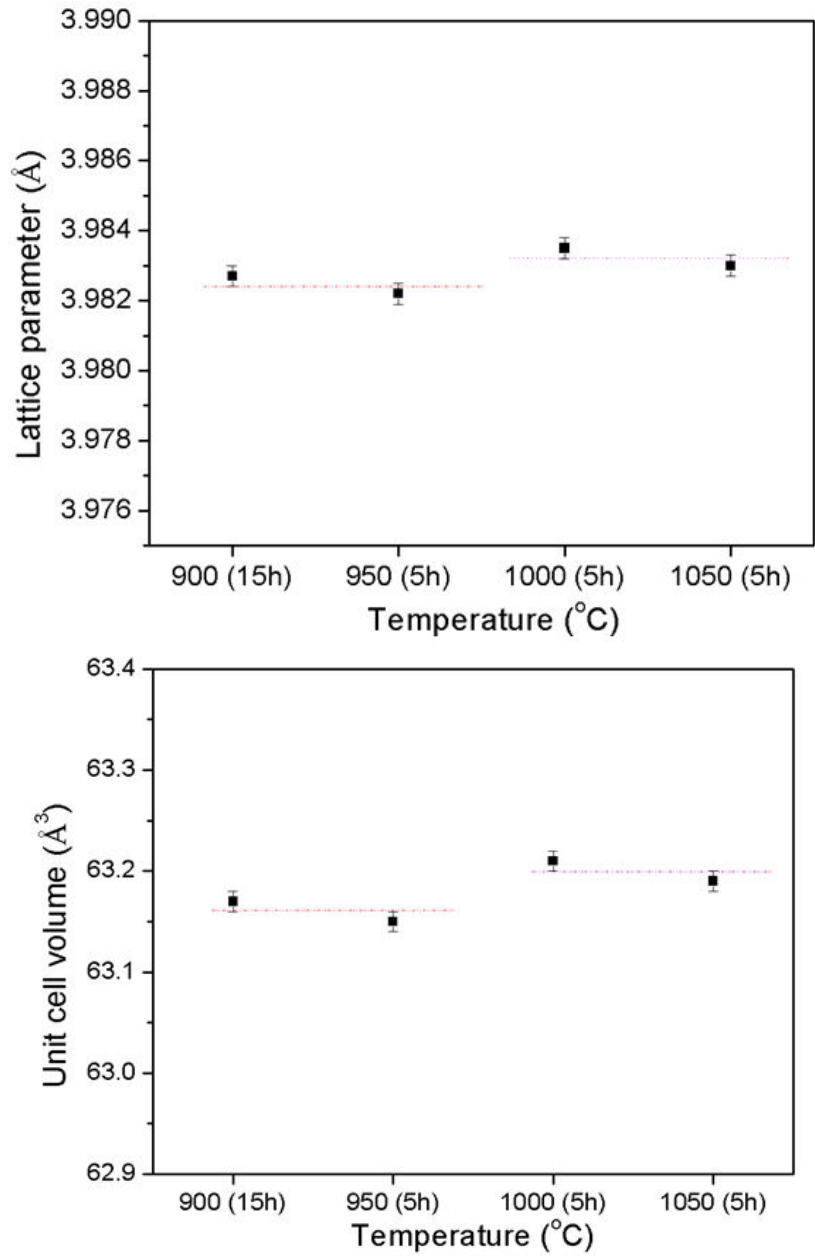 3.990
3.988
3.986
3.984
3.982
3.980
3.978
3.976
Lattice parameter (Å)
900 (15h) 950 (5h) 1000 (5h) 1050 (5h)
Temperature (°C)
63.4
63.3
63.2
63.1
63.0
62.9
Unit cell volume (Å³)
900 (15h) 950 (5h) 1000 (5h) 1050 (5h)
Temperature (°C)